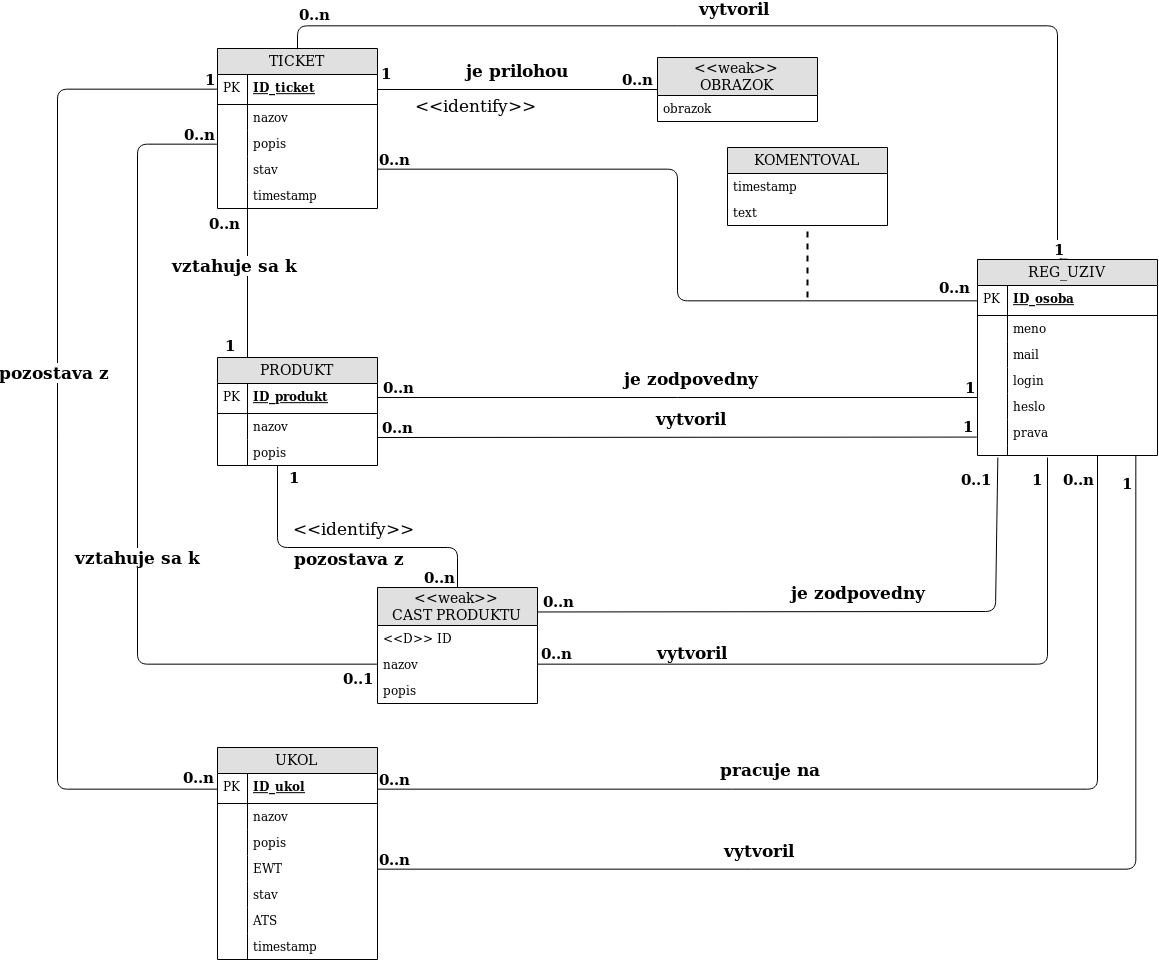 0..n
vytvoril
TICKET
1
PK
ID_ticket
nazov
popis
stav
timestamp
1
je prilohou
0..n
<<identify>>
<<weak>>
OBRAZOK
obrazok
0..n
0..n
KOMENTOVAL
timestamp
text
0..n
1
REG_UZIV
PK
ID_osoba
meno
mail
login
heslo
prava
0..n
vztahuje sa k
1
pozostava z
PRODUKT
PK
ID_produkt
nazov
popis
0..n
je zodpovedny
1
0..n
vytvoril
1
1
<<identify>>
pozostava z
0..n
0..1
1
0..n
1
vztahuje sa k
<<weak>>
CAST PRODUKTU
<<D>> ID
nazov
popis
0..n
je zodpovedny
0..n
vytvoril
0..1
UKOL
PK
ID_ukol
nazov
popis
EWT
stav
ATS
timestamp
0..n
0..n
pracuje na
0..n
vytvoril